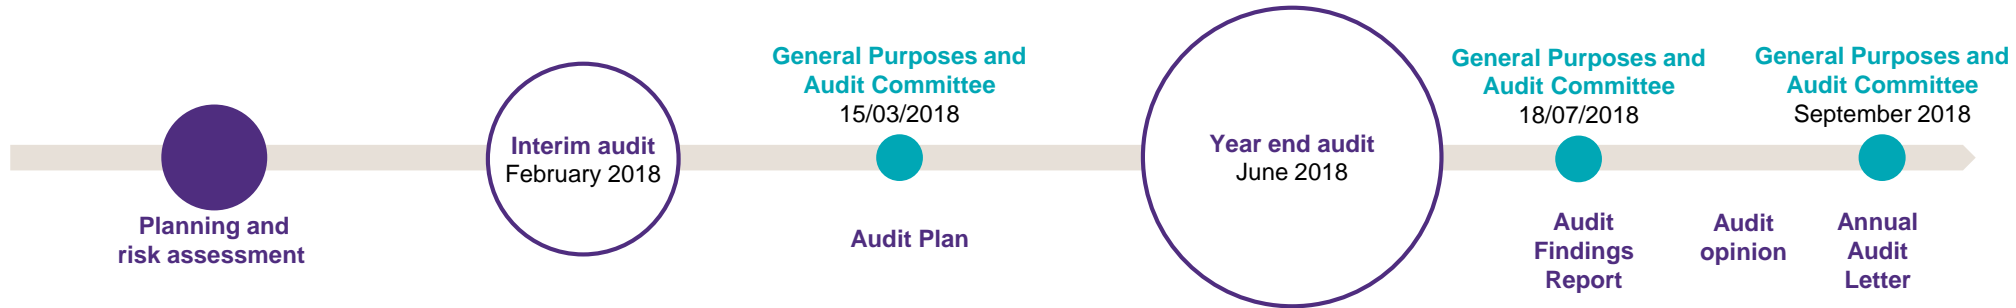 Planning and
risk assessment
Interim audit
February 2018
General Purposes and
Audit Committee
15/03/2018
Audit Plan
Year end audit
June 2018
General Purposes and
Audit Committee
18/07/2018
Audit
Findings
Report
Audit
opinion
General Purposes and
Audit Committee
September 2018
Annual
Audit
Letter